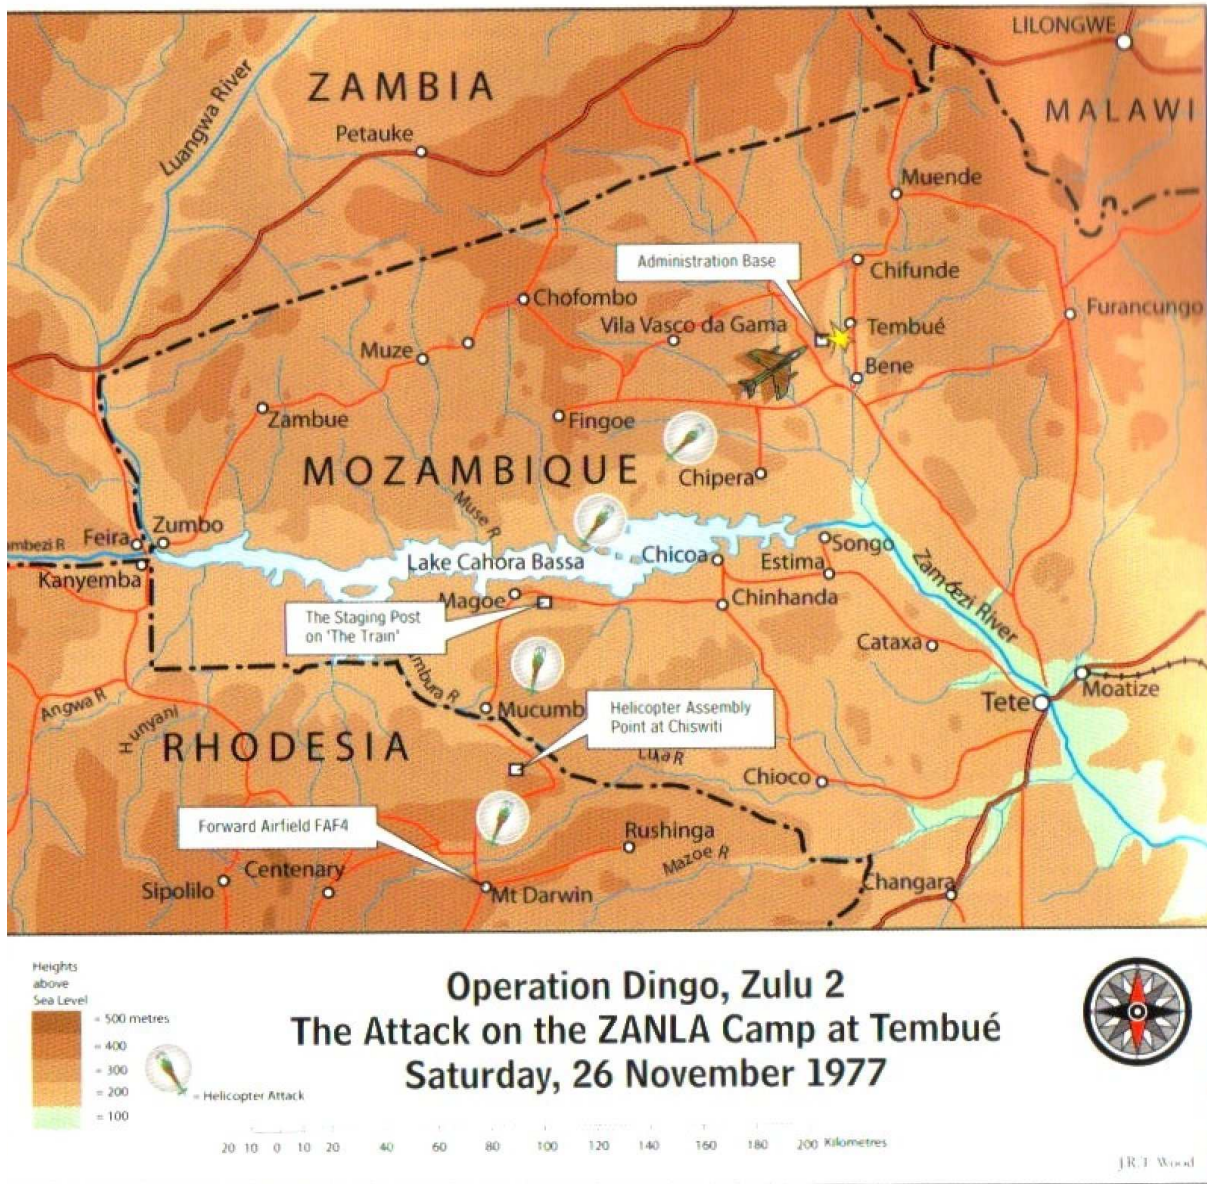 LILONGWE
ZAMBIA
MALAWI
Luangwa River
Petauke
Muende
Administration Base
Chifunde
Chofombo
Furancungo
Vila Vasco da Gama
Tembué
Muze
Bene
Zambue
Fingoe
MOZAMBIQUE
Chipera
Muse R
Zumbo
Feira
ambezi R
Songo
Chicoa
Estima
Lake Cahora Bassa
Kanyemba
Zambezi River
Magoe
Chinhanda
The Staging Post
on 'The Train'
Cataxa
Moatize
mbura R
Angwa R
Mucumb
Tete
Helicopter Assembly
Point at Chiswiti
Hunyani
RHODESIA
Luia R
Chioco
Forward Airfield FAF4
Rushinga
Mazoe R
Centenary
Sipolilo
Mt Darwin
Changara
Heights
above
Sea Level
= 500 metres
= 400
= 300
= 200
= 100
= Helicopter Attack
Operation Dingo, Zulu 2
The Attack on the ZANLA Camp at Tembué
Saturday, 26 November 1977
20 10 0 10 20 40 60 80 100 120 140 160 180 200 Kilometres
J.R.T. Wood